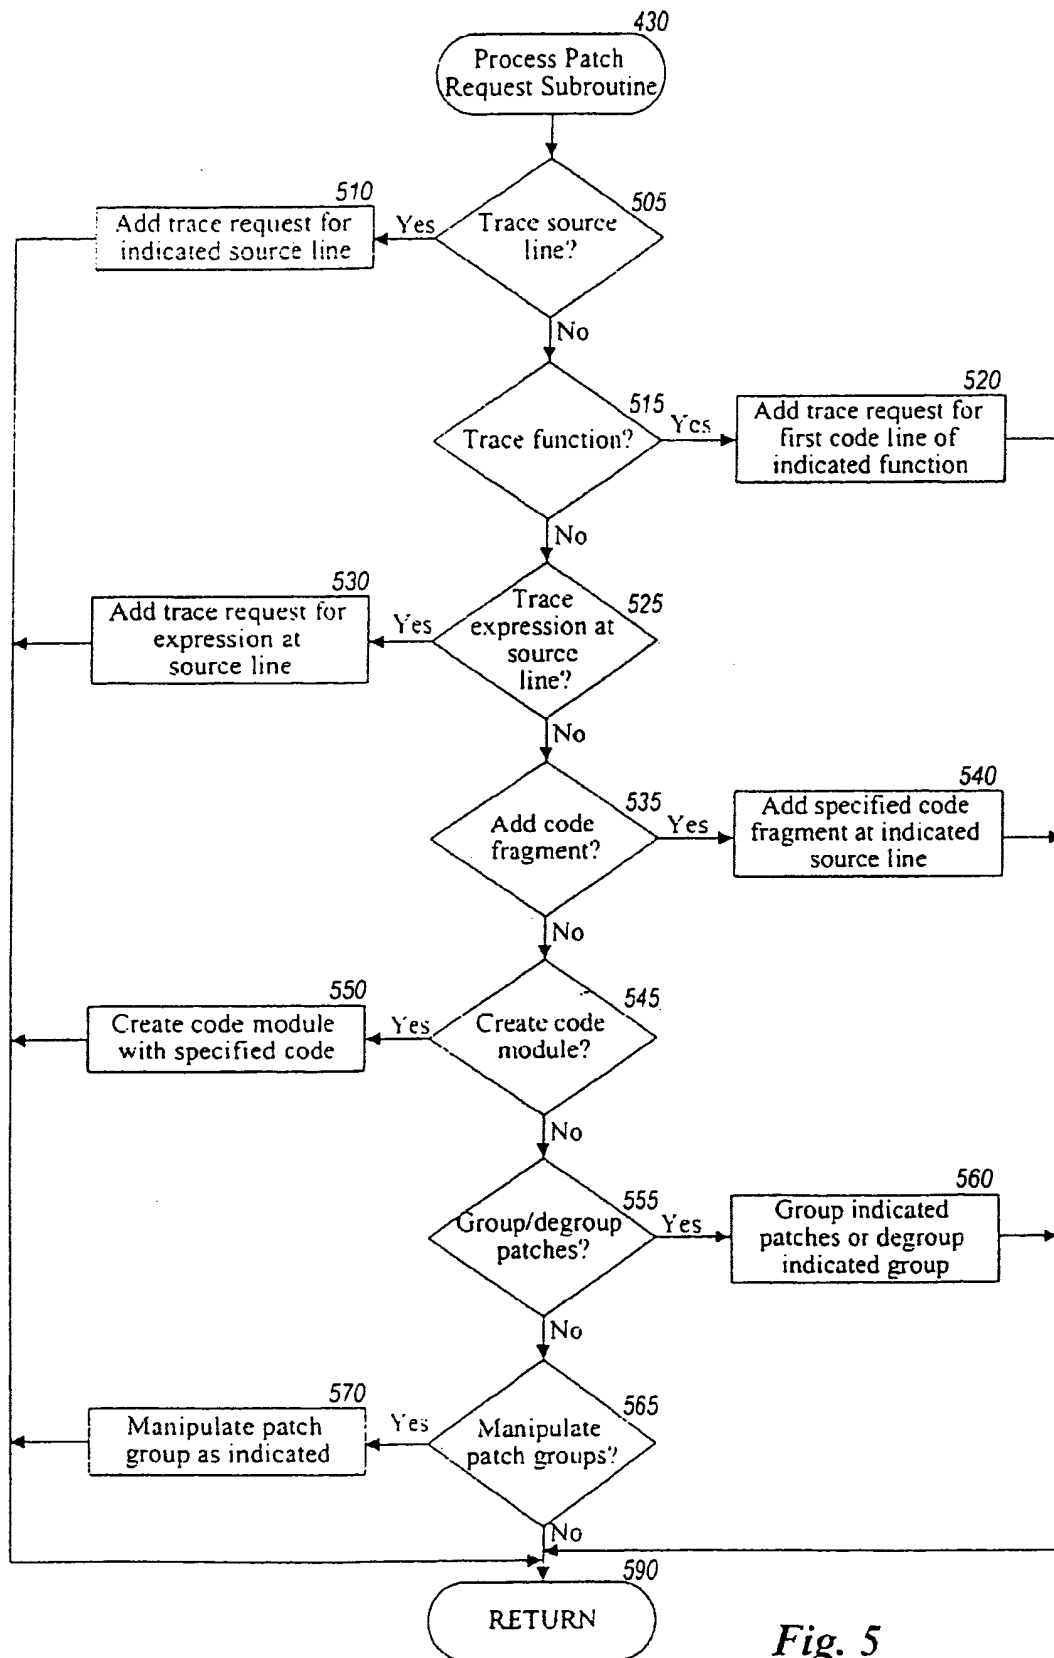 430
Process Patch
Request Subroutine
505
Trace source
line?
Yes
510
Add trace request for
indicated source line
No
515
Trace function?
Yes
520
Add trace request for
first code line of
indicated function
No
525
Trace
expression at
source
line?
Yes
530
Add trace request for
expression at
source line
No
535
Add code
fragment?
Yes
540
Add specified code
fragment at indicated
source line
No
545
Create code
module?
Yes
550
Create code module
with specified code
No
555
Group/degroup
patches?
Yes
560
Group indicated
patches or degroup
indicated group
No
565
Manipulate
patch groups?
Yes
570
Manipulate patch
group as indicated
No
590
RETURN
Fig. 5